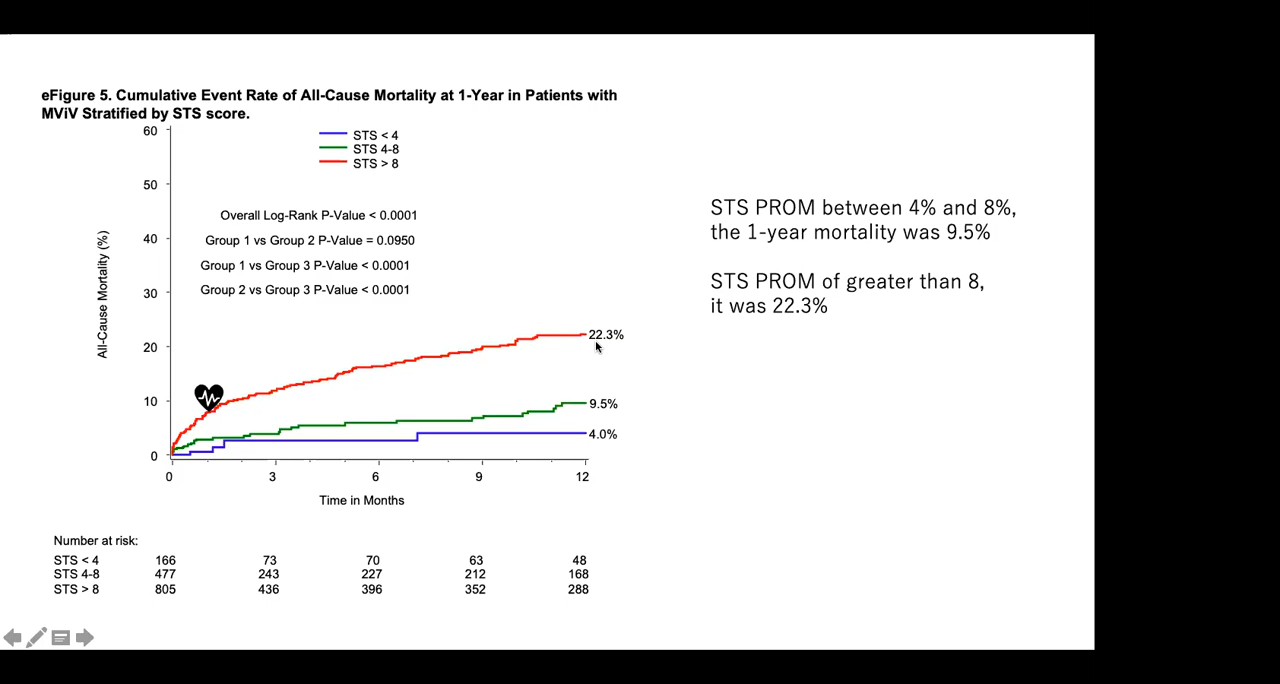 eFigure 5. Cumulative Event Rate of All-Cause Mortality at 1-Year in Patients with
MViV Stratified by STS score.
STS < 4
STS 4-8
STS > 8
Overall Log-Rank P-Value < 0.0001
Group 1 vs Group 2 P-Value = 0.0950
Group 1 vs Group 3 P-Value < 0.0001
Group 2 vs Group 3 P-Value < 0.0001
All-Cause Mortality (%)
60
50
40
30
20
10
0
22.3%
9.5%
4.0%
0 3 6 9 12
Time in Months
Number at risk:
STS < 4 166 73 70 63 48
STS 4-8 477 243 227 212 168
STS > 8 805 436 396 352 288
STS PROM between 4% and 8%,
the 1-year mortality was 9.5%
STS PROM of greater than 8,
it was 22.3%